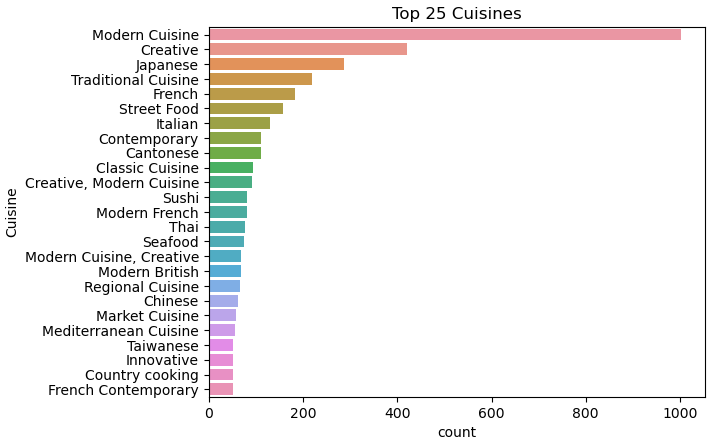 Top 25 Cuisines
Modern Cuisine
Creative
Japanese
Traditional Cuisine
French
Street Food
Italian
Contemporary
Cantonese
Classic Cuisine
Creative, Modern Cuisine
Sushi
Modern French
Thai
Seafood
Modern Cuisine, Creative
Modern British
Regional Cuisine
Chinese
Market Cuisine
Mediterranean Cuisine
Taiwanese
Innovative
Country cooking
French Contemporary
Cuisine
0 200 400 600 800 1000
count